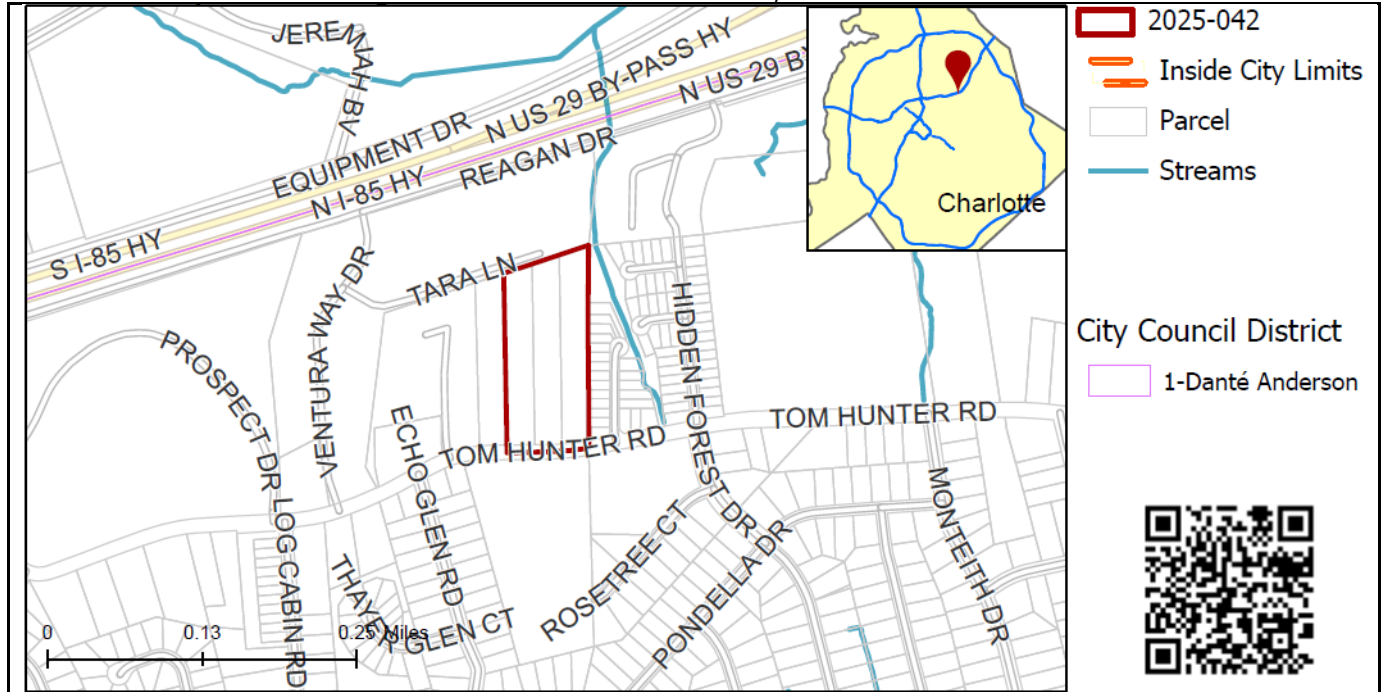 JEREMIAH BV
N US 29 BY-PASS HY
N US 29 BY
EQUIPMENT DR
REAGAN DR
N I-85 HY
S I-85 HY
TARA LN
VENTURA WAY DR
PROSPECT DR
HIDDEN FOREST DR
ECHO GLEN RD
TOM HUNTER RD
TOM HUNTER RD
LOG CABIN RD
THAYER GLEN CT
ROSETREE CT
PONDELLA DR
MONTEITH DR
0 0.13 0.25 Miles
Charlotte
2025-042
Inside City Limits
Parcel
Streams
City Council District
1-Danté Anderson